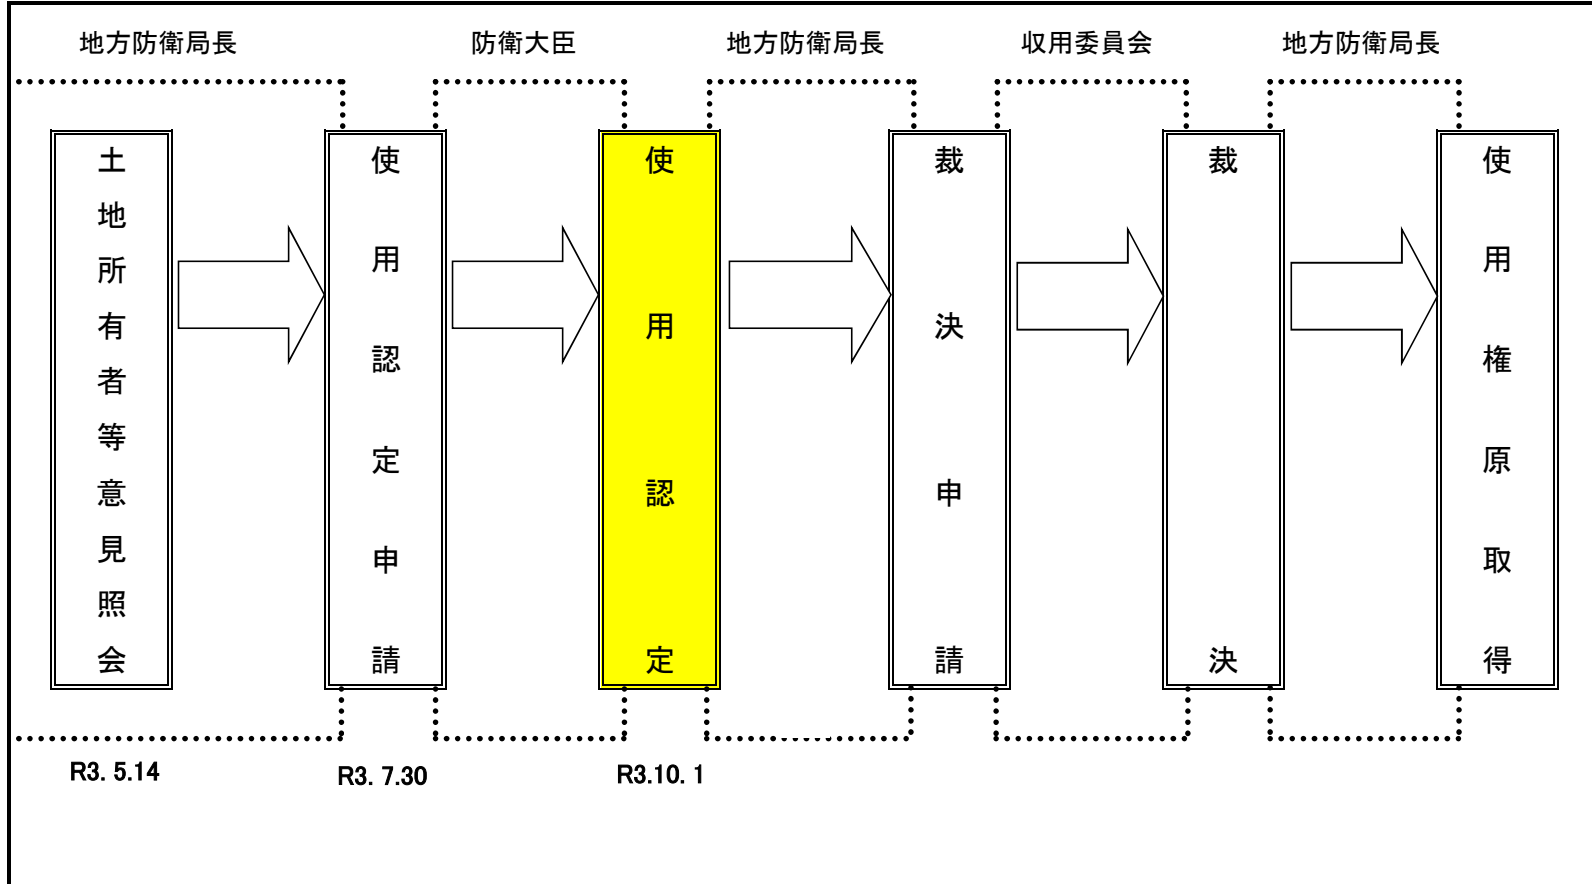 地方防衛局長
防衛大臣
地方防衛局長
収用委員会
地方防衛局長
土地所有者等意見照会
使用認定申請
使用認定
裁決申請
裁決
使用権原取得
R3. 5.14
R3. 7.30
R3.10. 1